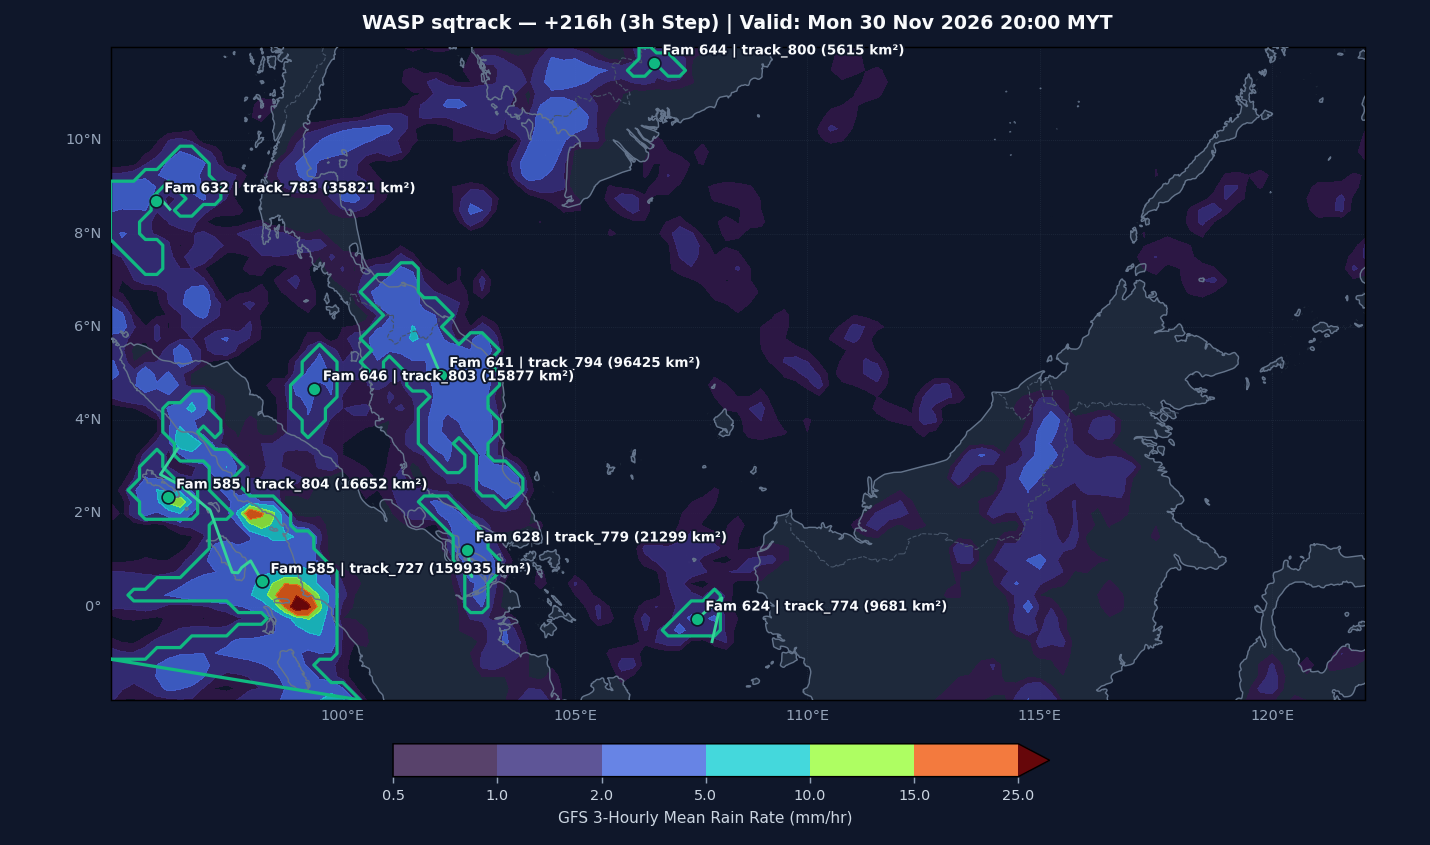 WASP sqtrack — +216h (3h Step) | Valid: Mon 30 Nov 2026 20:00 MYT
Fam 644 | track_800 (5615 km²)
10°N
Fam 632 | track_783 (35821 km²)
8°N
6°N
Fam 641 | track_794 (96425 km²)
Fam 646 | track_803 (15877 km²)
4°N
Fam 585 | track_804 (16652 km²)
2°N
Fam 628 | track_779 (21299 km²)
Fam 585 | track_727 (159935 km²)
0°
Fam 624 | track_774 (9681 km²)
100°E 105°E 110°E 115°E 120°E
0.5 1.0 2.0 5.0 10.0 15.0 25.0
GFS 3-Hourly Mean Rain Rate (mm/hr)